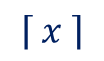 ⌈ x ⌉